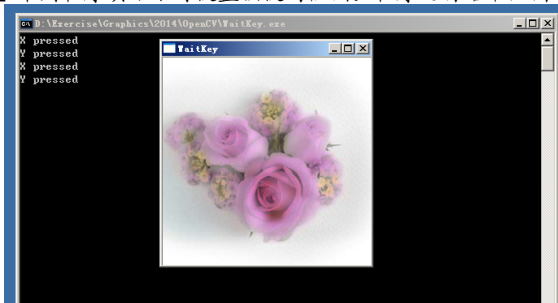 D:\Exercise\Graphics\2014\OpenCV\WaitKey.exe
X pressed
Y pressed
X pressed
Y pressed
WaitKey